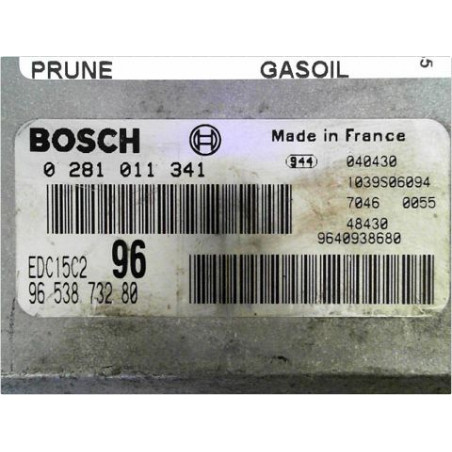 PRUNE GASOIL .5
BOSCH Made in France
0 281 011 341 944 040430
1039S06094
7046 0055
48430
9640938680
EDC15C2 96
96 538 732 80